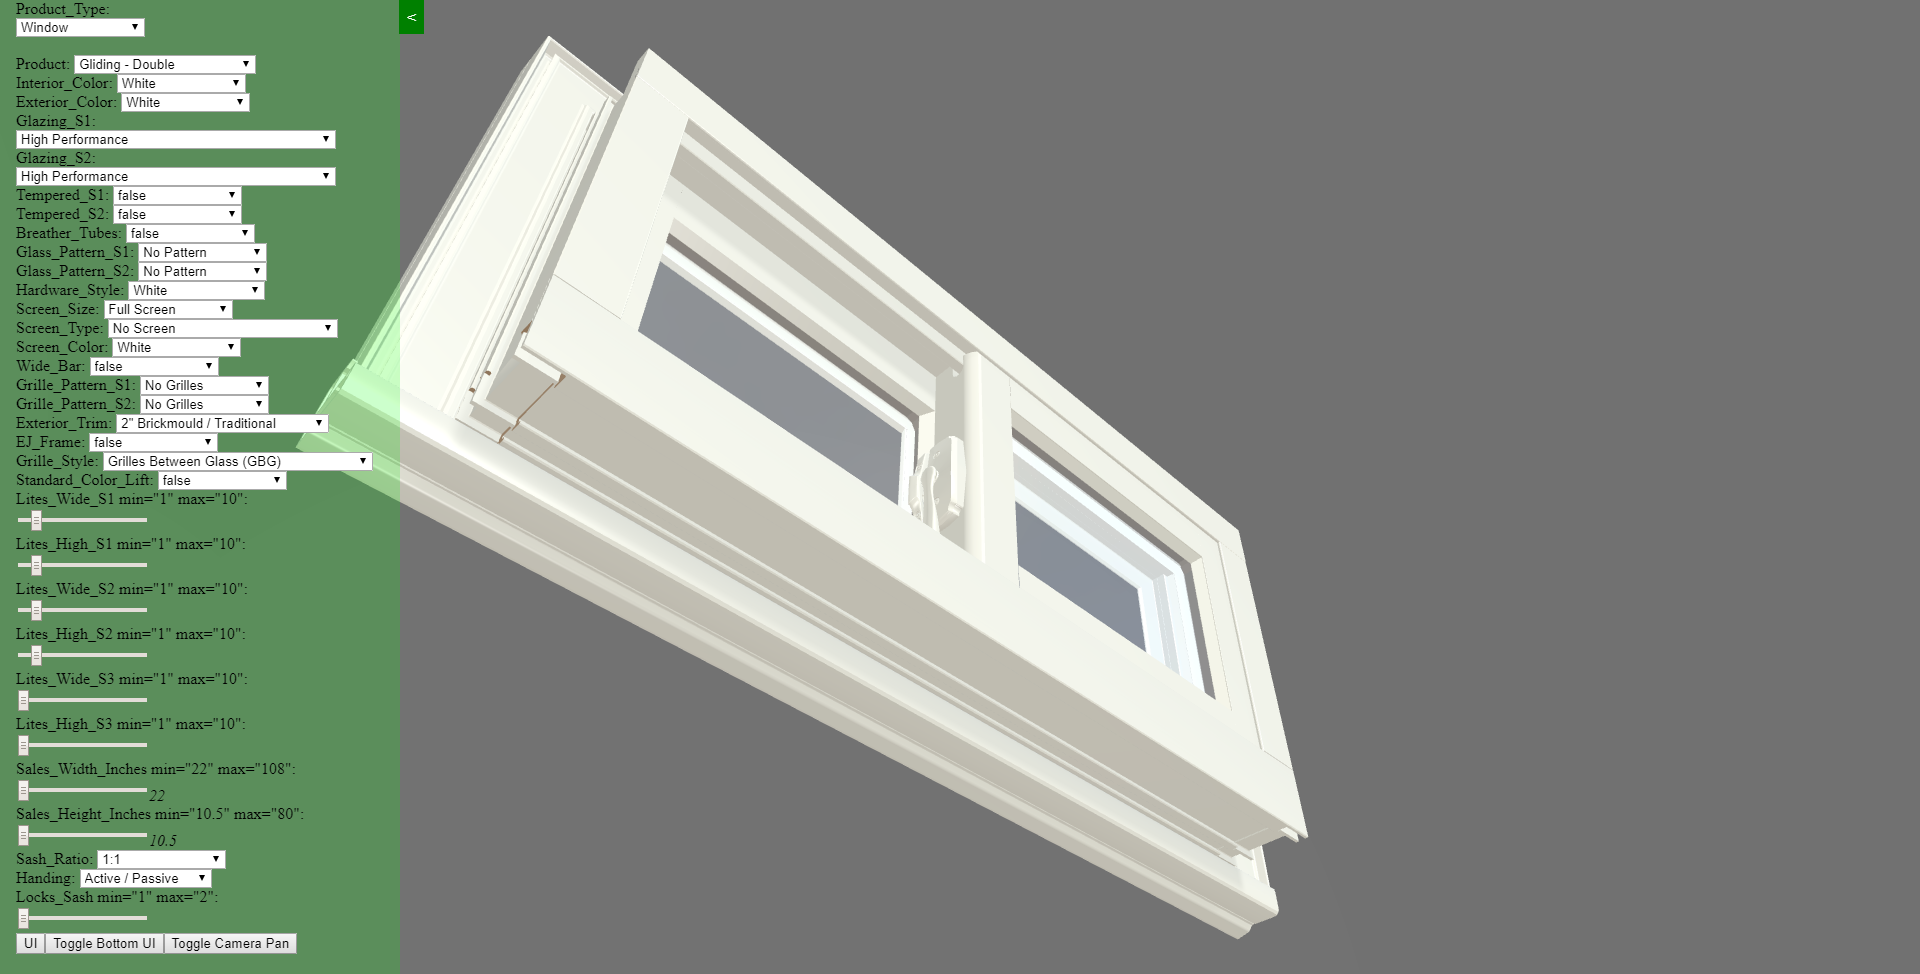 Product_Type:
Window
<
Product: Gliding - Double
Interior_Color: White
Exterior_Color: White
Glazing_S1:
High Performance
Glazing_S2:
High Performance
Tempered_S1: false
Tempered_S2: false
Breather_Tubes: false
Glass_Pattern_S1: No Pattern
Glass_Pattern_S2: No Pattern
Hardware_Style: White
Screen_Size: Full Screen
Screen_Type: No Screen
Screen_Color: White
Wide_Bar: false
Grille_Pattern_S1: No Grilles
Grille_Pattern_S2: No Grilles
Exterior_Trim: 2" Brickmould / Traditional
EJ_Frame: false
Grille_Style: Grilles Between Glass (GBG)
Standard_Color_Lift: false
Lites_Wide_S1 min="1" max="10":
Lites_High_S1 min="1" max="10":
Lites_Wide_S2 min="1" max="10":
Lites_High_S2 min="1" max="10":
Lites_Wide_S3 min="1" max="10":
Lites_High_S3 min="1" max="10":
Sales_Width_Inches min="22" max="108":
22
Sales_Height_Inches min="10.5" max="80":
10.5
Sash_Ratio: 1:1
Handing: Active / Passive
Locks_Sash min="1" max="2":
UI Toggle Bottom UI Toggle Camera Pan